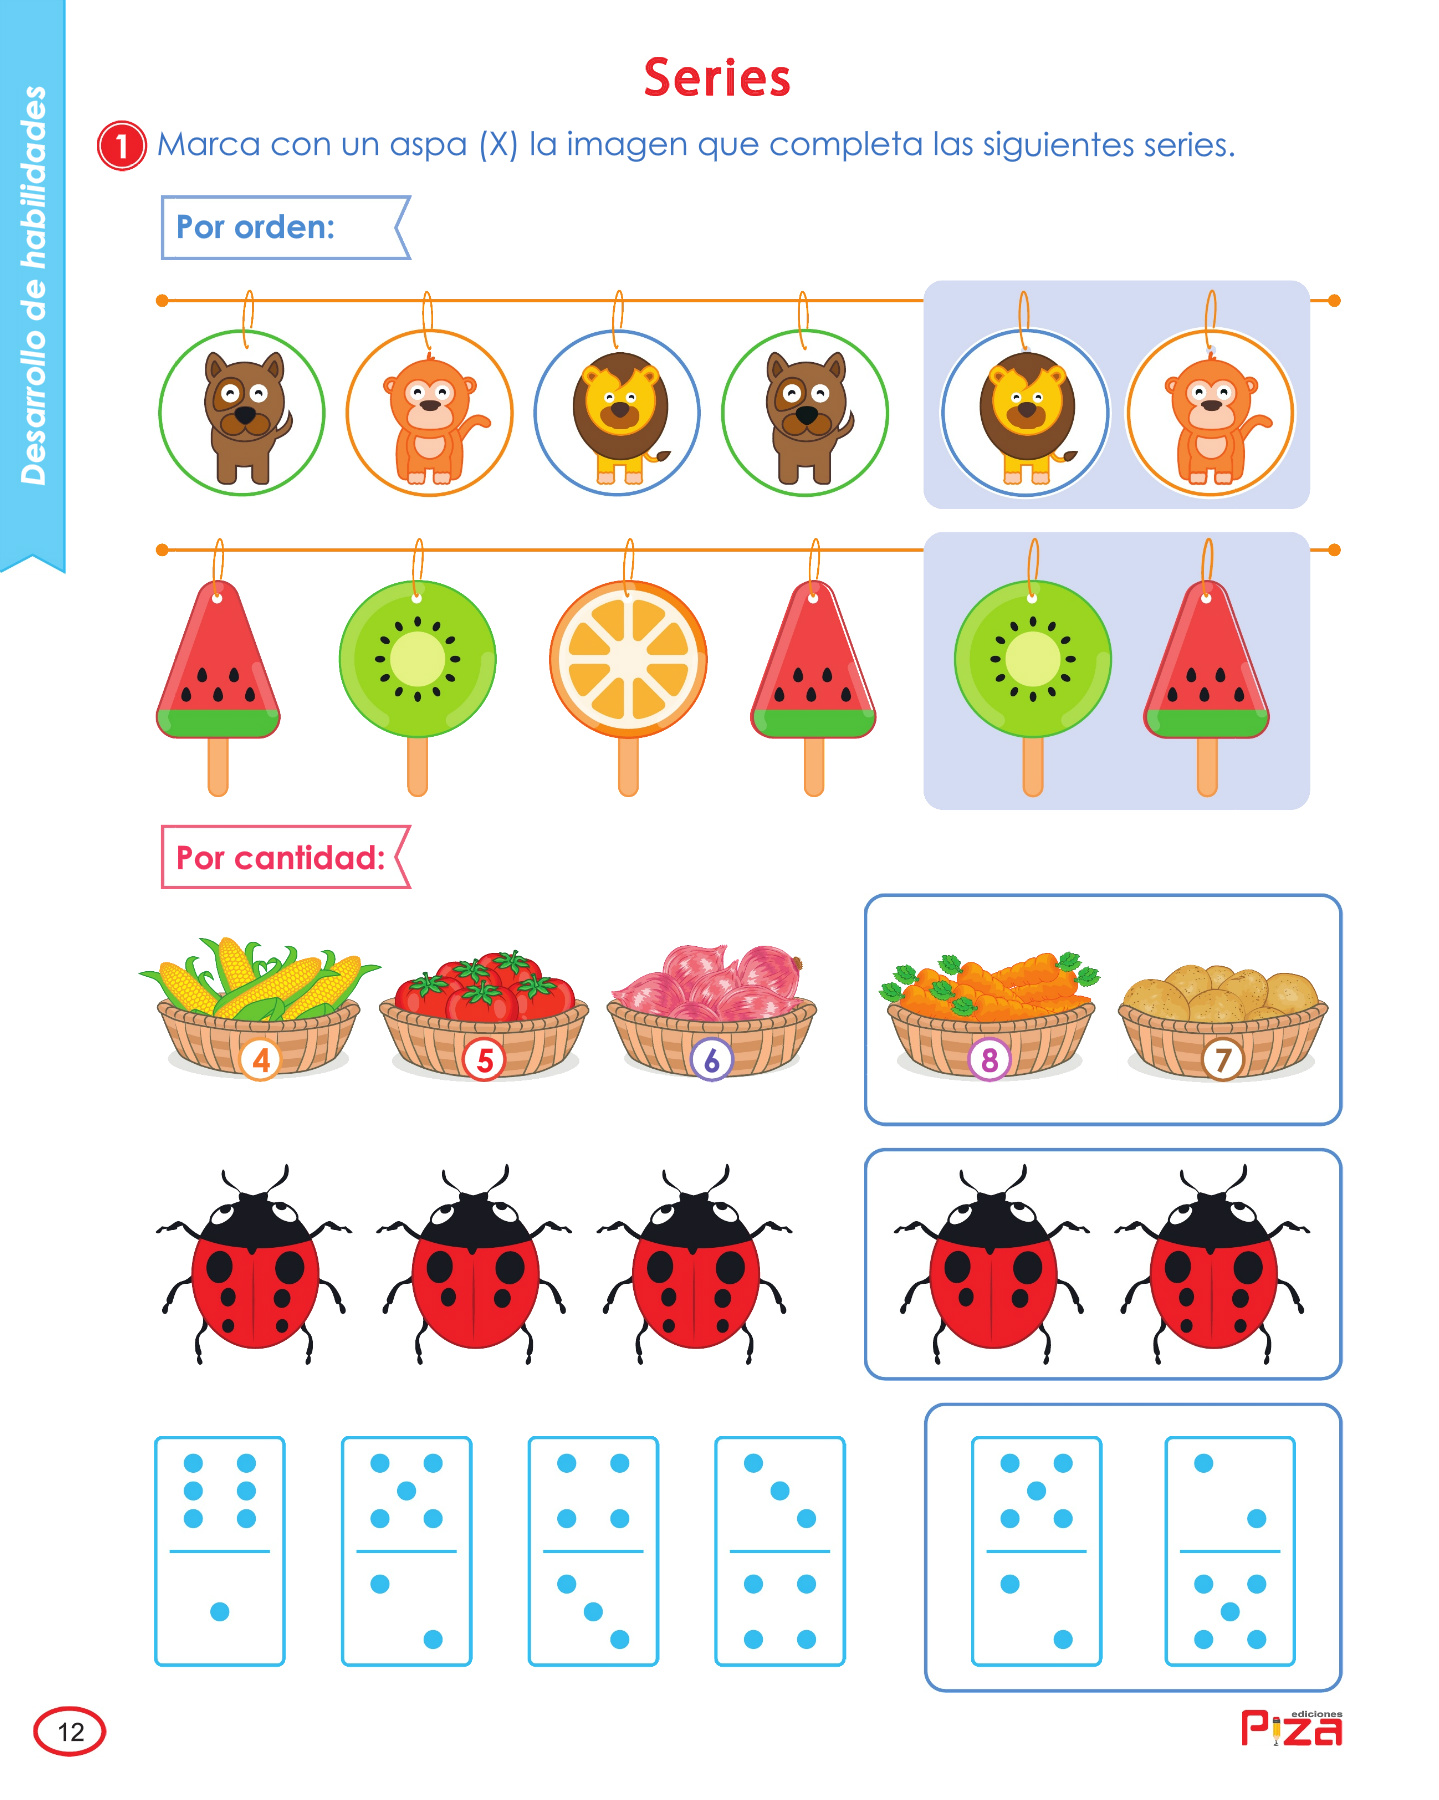 Desarrollo de habilidades
Series
1 Marca con un aspa (X) la imagen que completa las siguientes series.
Por orden:
Por cantidad:
4 5 6 8 7
12
ediciones
Piza